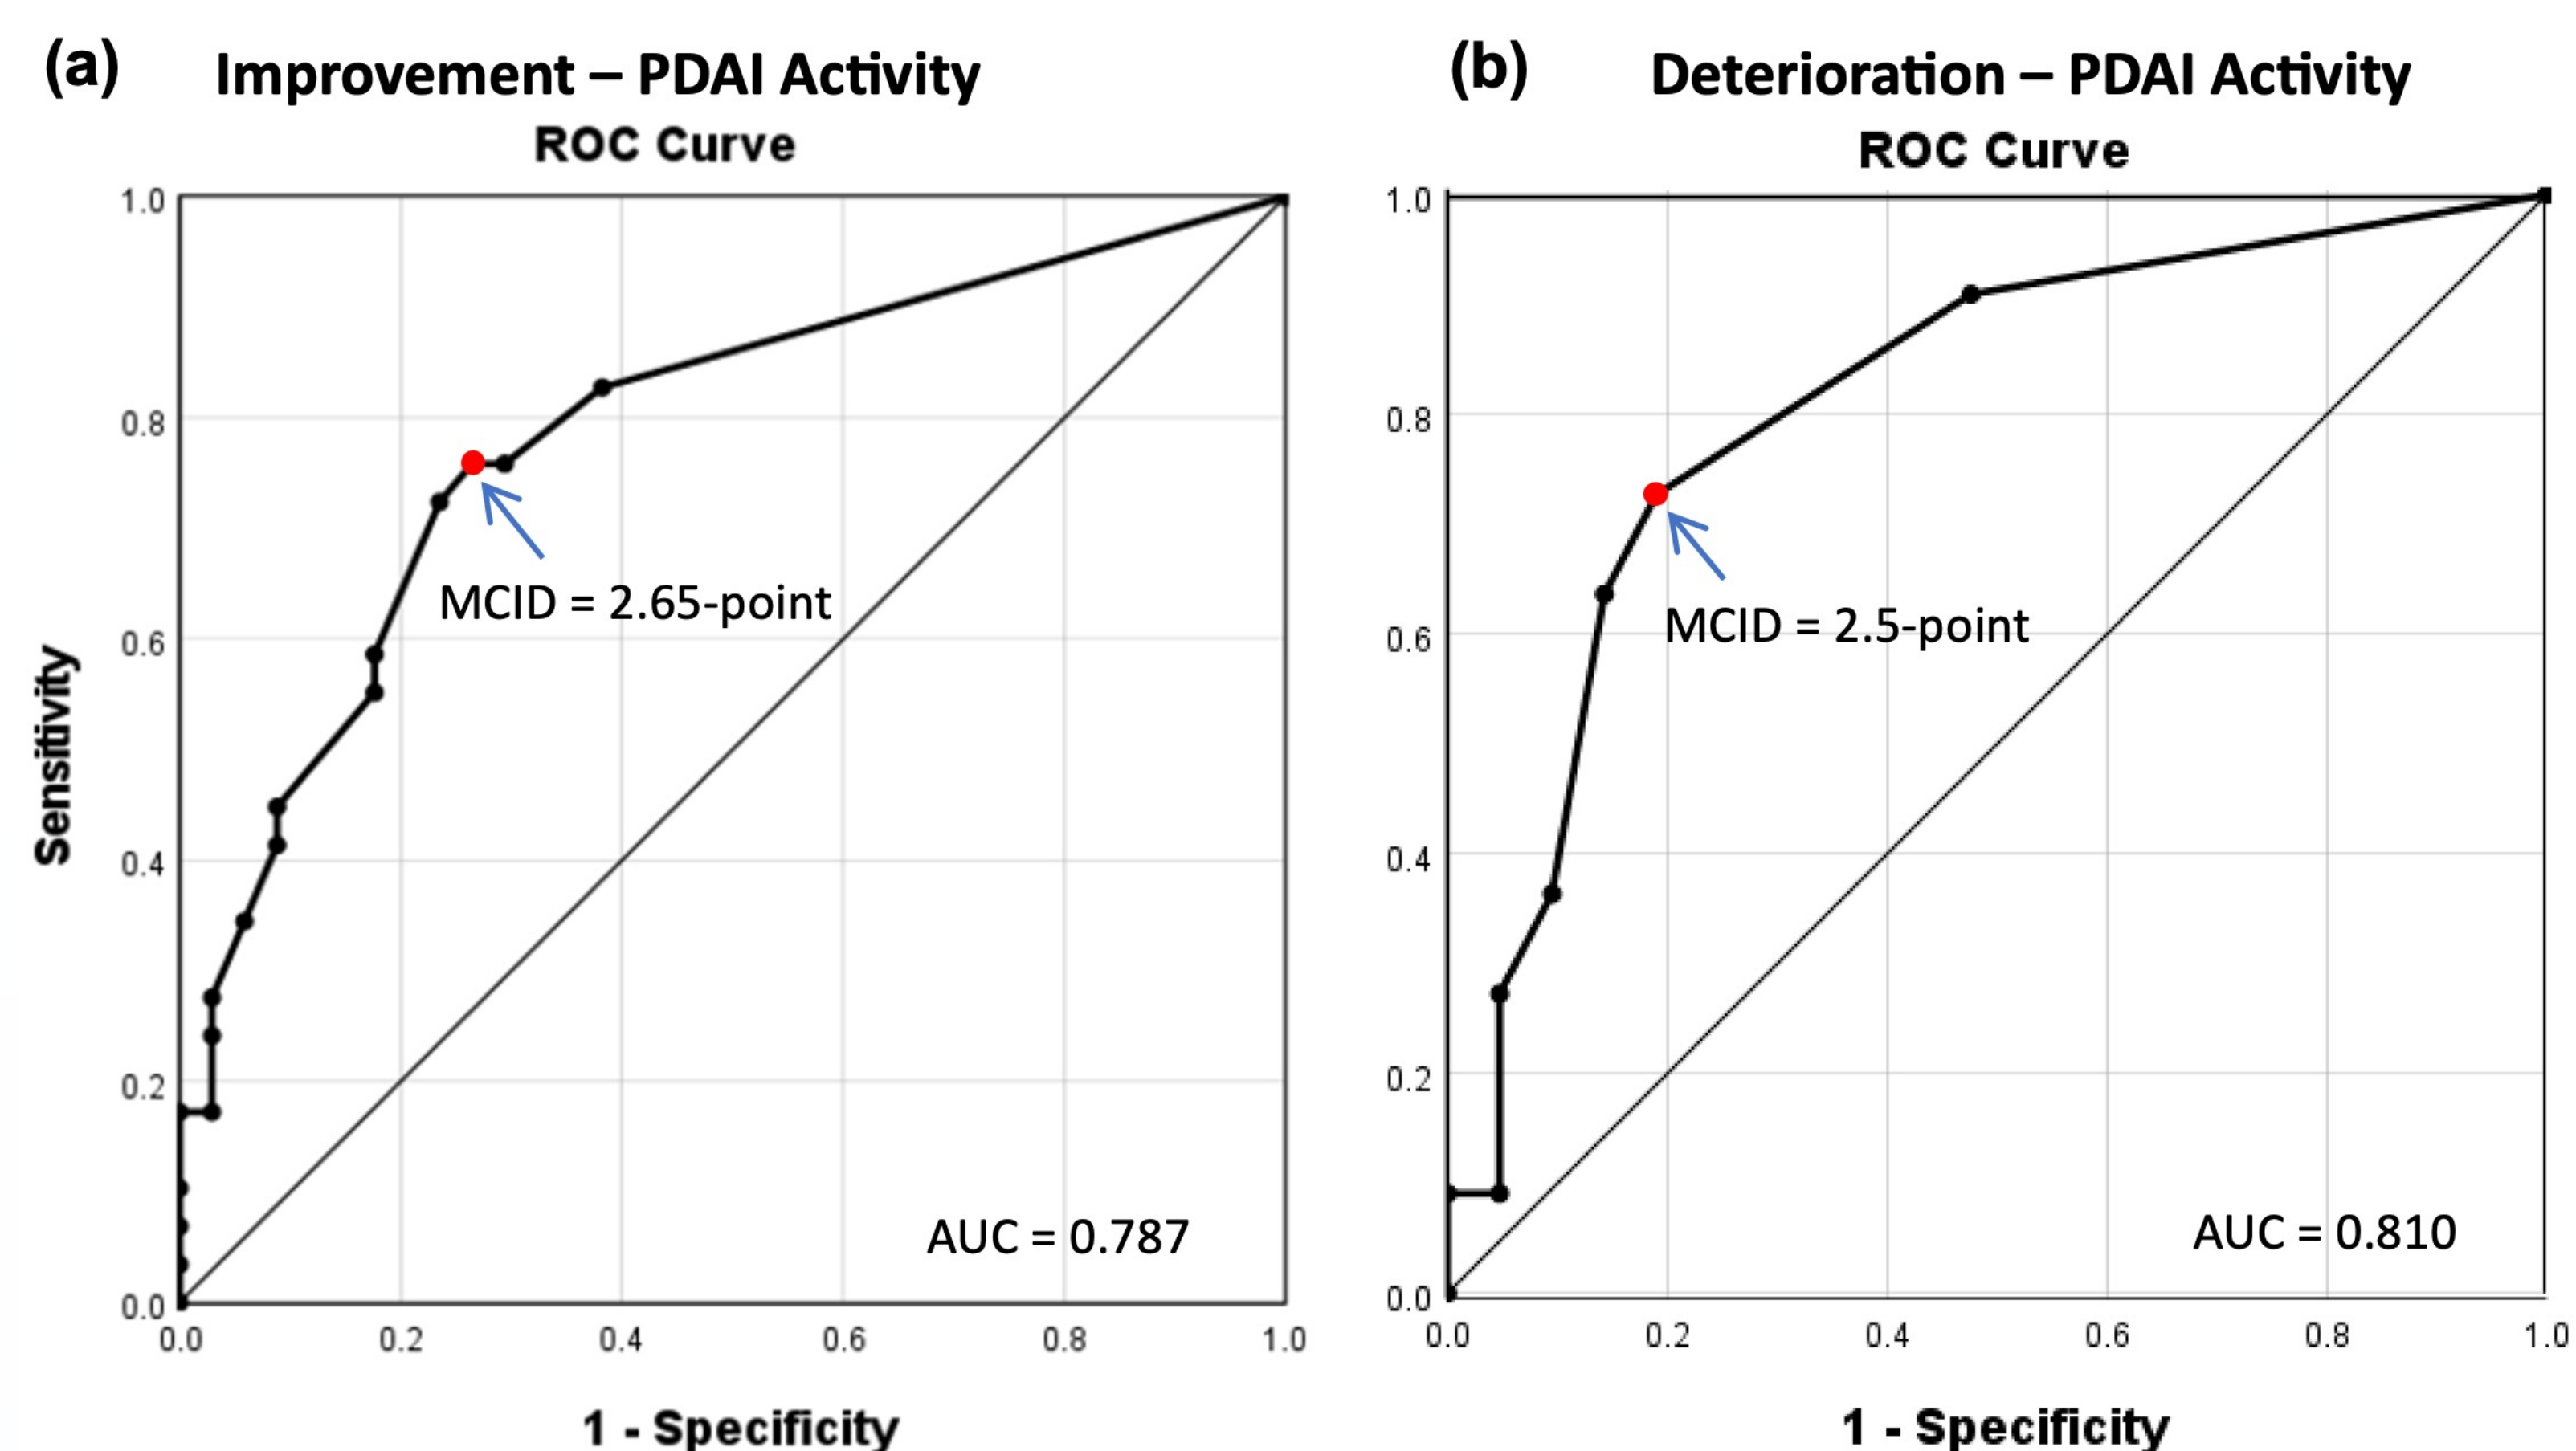 (a) Improvement – PDAI Activity
ROC Curve
1.0
0.8
0.6
0.4
0.2
0.0
Sensitivity
MCID = 2.65-point
AUC = 0.787
0.0 0.2 0.4 0.6 0.8 1.0
1 - Specificity
(b) Deterioration – PDAI Activity
ROC Curve
1.0
0.8
0.6
0.4
0.2
0.0
MCID = 2.5-point
AUC = 0.810
0.0 0.2 0.4 0.6 0.8 1.0
1 - Specificity